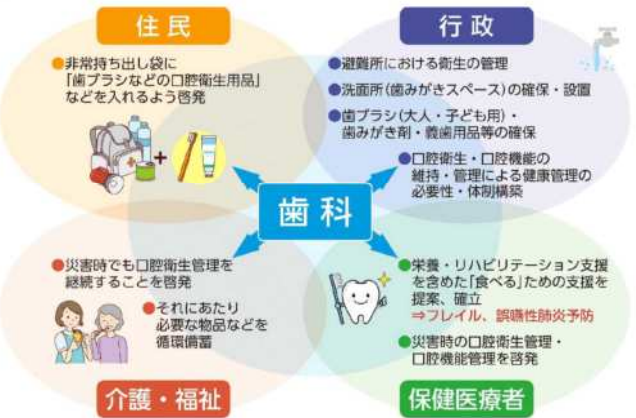 住民
●非常持ち出し袋に
「歯ブラシなどの口腔衛生用品」
などを入れるよう啓発
行政
●避難所における衛生の管理
●洗面所(歯みがきスペース)の確保・設置
●歯ブラシ(大人・子ども用)・
歯みがき剤・義歯用品等の確保
●口腔衛生・口腔機能の
維持・管理による健康管理の
必要性・体制構築
歯科
●災害時でも口腔衛生管理を
継続することを啓発
●それにあたり
必要な物品などを
循環備蓄
介護・福祉
●栄養・リハビリテーション支援
を含めた「食べる」ための支援を
提案、確立
⇒フレイル、誤嚥性肺炎予防
●災害時の口腔衛生管理・
口腔機能管理を啓発
保健医療者